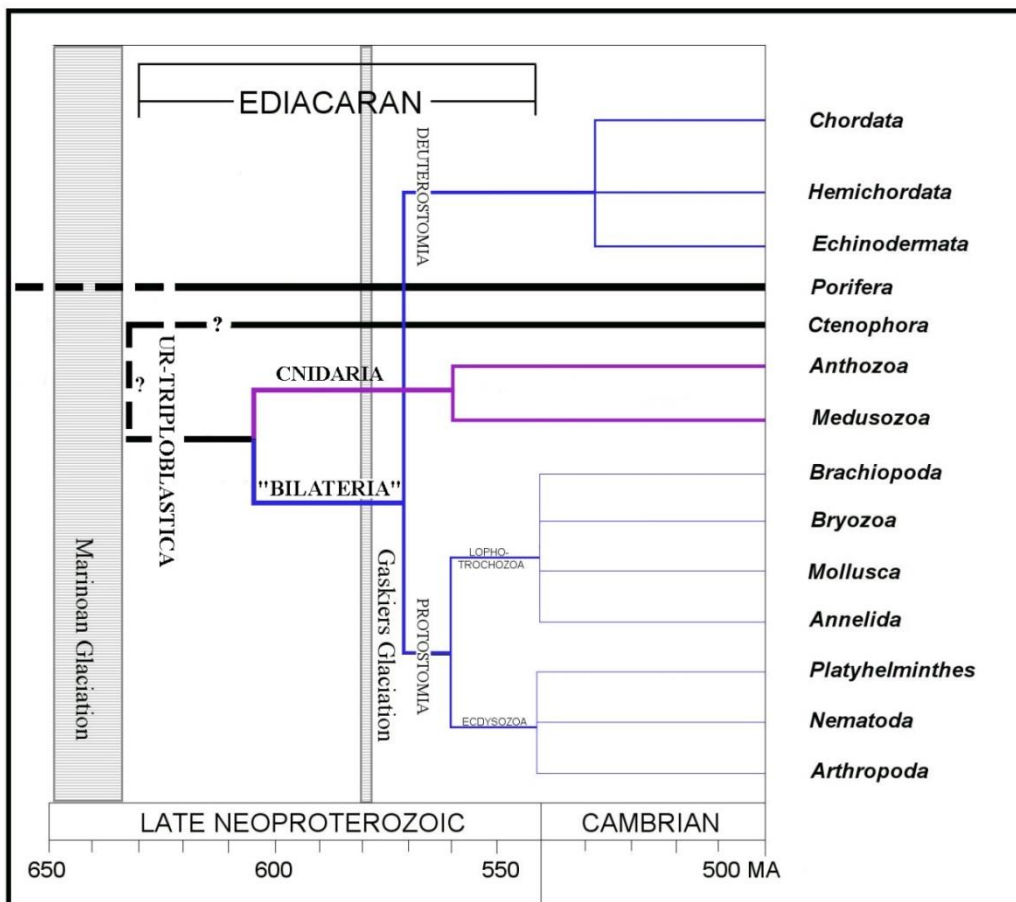 EDIACARAN
DEUTEROSTOMIA
Chordata
Hemichordata
Echinodermata
Porifera
?
Ctenophora
?
UR-TRIPLOBLASTICA
CNIDARIA
Anthozoa
Medusozoa
"BILATERIA"
Brachiopoda
Bryozoa
LOPHO-
TROCHOZOA
Mollusca
Annelida
Marinoan Glaciation
Gaskiers Glaciation
PROTOSTOMIA
Platyhelminthes
ECDYSOZOA
Nematoda
Arthropoda
LATE NEOPROTEROZOIC
CAMBRIAN
650 600 550 500 MA